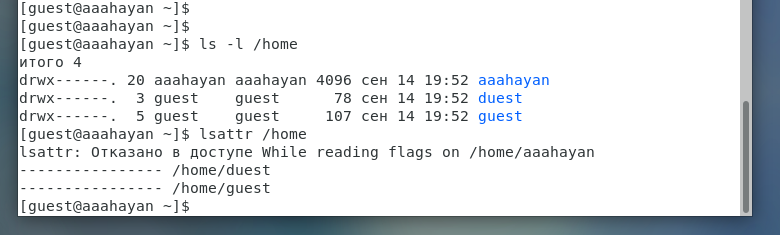 [guest@aaahayan ~]$
[guest@aaahayan ~]$
[guest@aaahayan ~]$ ls -l /home
итого 4
drwx------. 20 aaahayan aaahayan 4096 сен 14 19:52 aaahayan
drwx------.  3 guest    guest      78 сен 14 19:52 duest
drwx------.  5 guest    guest     107 сен 14 19:52 guest
[guest@aaahayan ~]$ lsattr /home
lsattr: Отказано в доступе While reading flags on /home/aaahayan
---------------- /home/duest
---------------- /home/guest
[guest@aaahayan ~]$